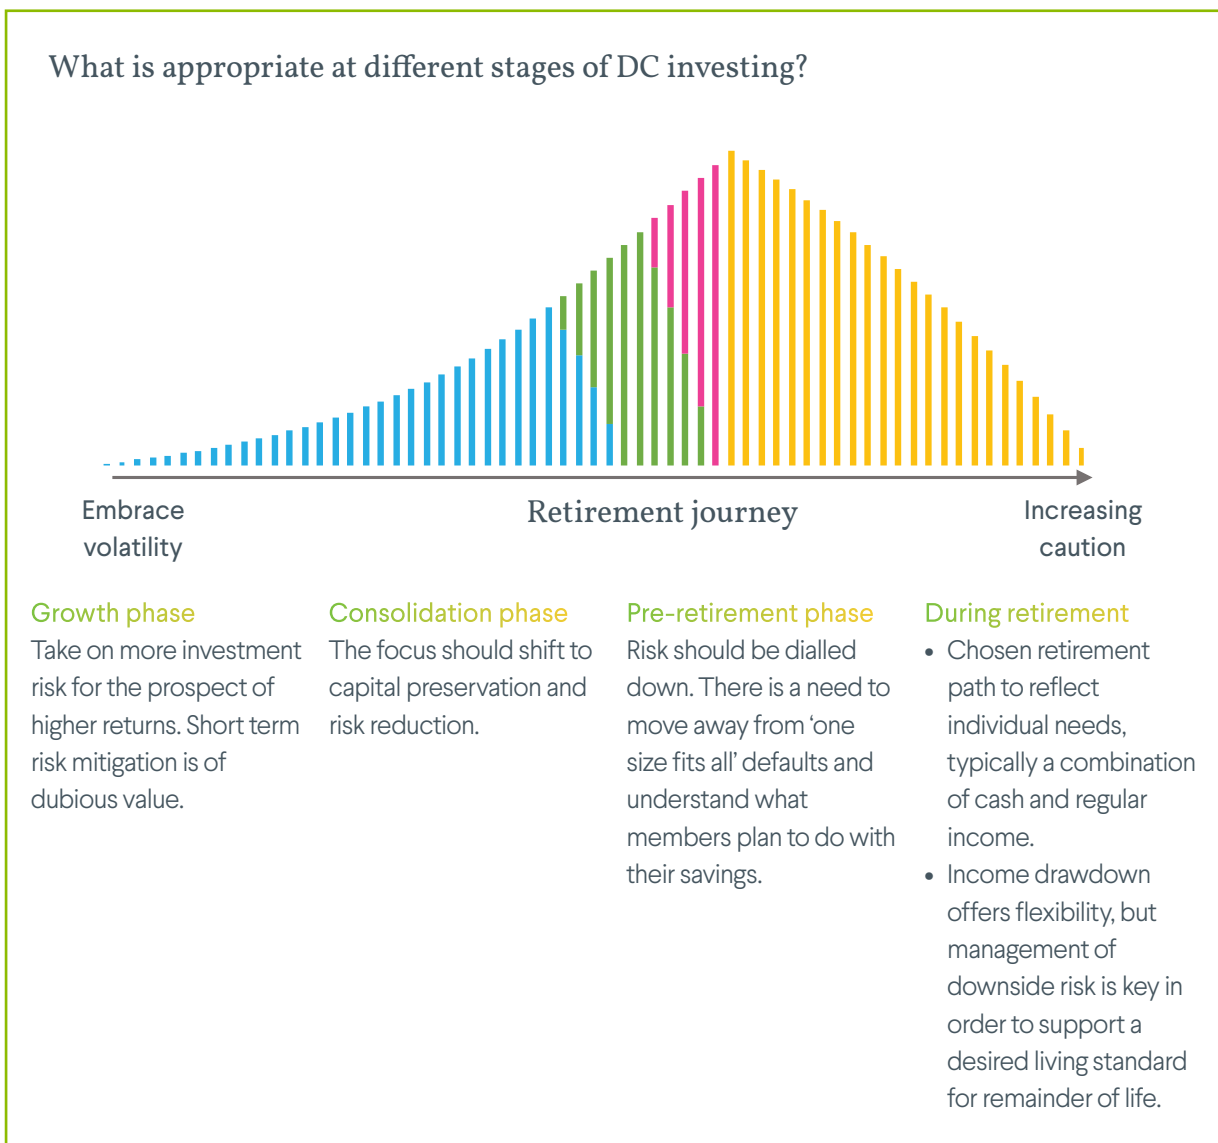 What is appropriate at different stages of DC investing?
Embrace
volatility
Retirement journey
Increasing
caution
Growth phase
Take on more investment
risk for the prospect of
higher returns. Short term
risk mitigation is of
dubious value.
Consolidation phase
The focus should shift to
capital preservation and
risk reduction.
Pre-retirement phase
Risk should be dialled
down. There is a need to
move away from ‘one
size fits all’ defaults and
understand what
members plan to do with
their savings.
During retirement
• Chosen retirement
path to reflect
individual needs,
typically a combination
of cash and regular
income.
• Income drawdown
offers flexibility, but
management of
downside risk is key in
order to support a
desired living standard
for remainder of life.